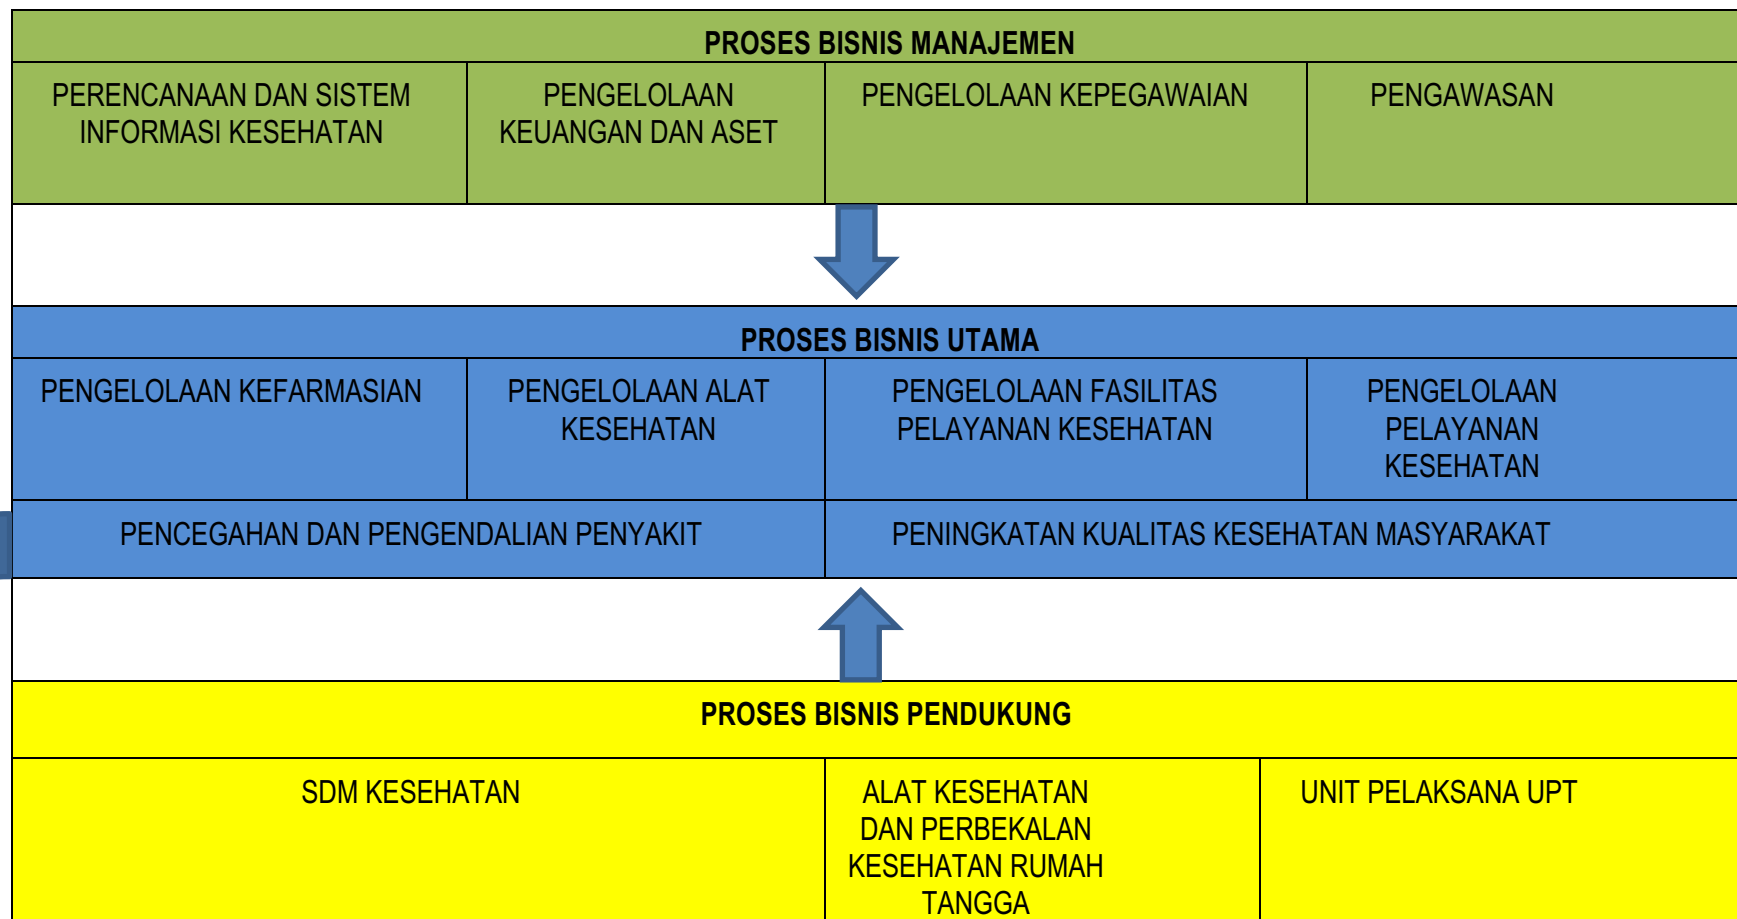 PROSES BISNIS MANAJEMEN
PERENCANAAN DAN SISTEM
INFORMASI KESEHATAN
PENGELOLAAN
KEUANGAN DAN ASET
PENGELOLAAN KEPEGAWAIAN
PENGAWASAN
PROSES BISNIS UTAMA
PENGELOLAAN KEFARMASIAN
PENGELOLAAN ALAT
KESEHATAN
PENGELOLAAN FASILITAS
PELAYANAN KESEHATAN
PENGELOLAAN
PELAYANAN
KESEHATAN
PENCEGAHAN DAN PENGENDALIAN PENYAKIT
PENINGKATAN KUALITAS KESEHATAN MASYARAKAT
PROSES BISNIS PENDUKUNG
SDM KESEHATAN
ALAT KESEHATAN
DAN PERBEKALAN
KESEHATAN RUMAH
TANGGA
UNIT PELAKSANA UPT